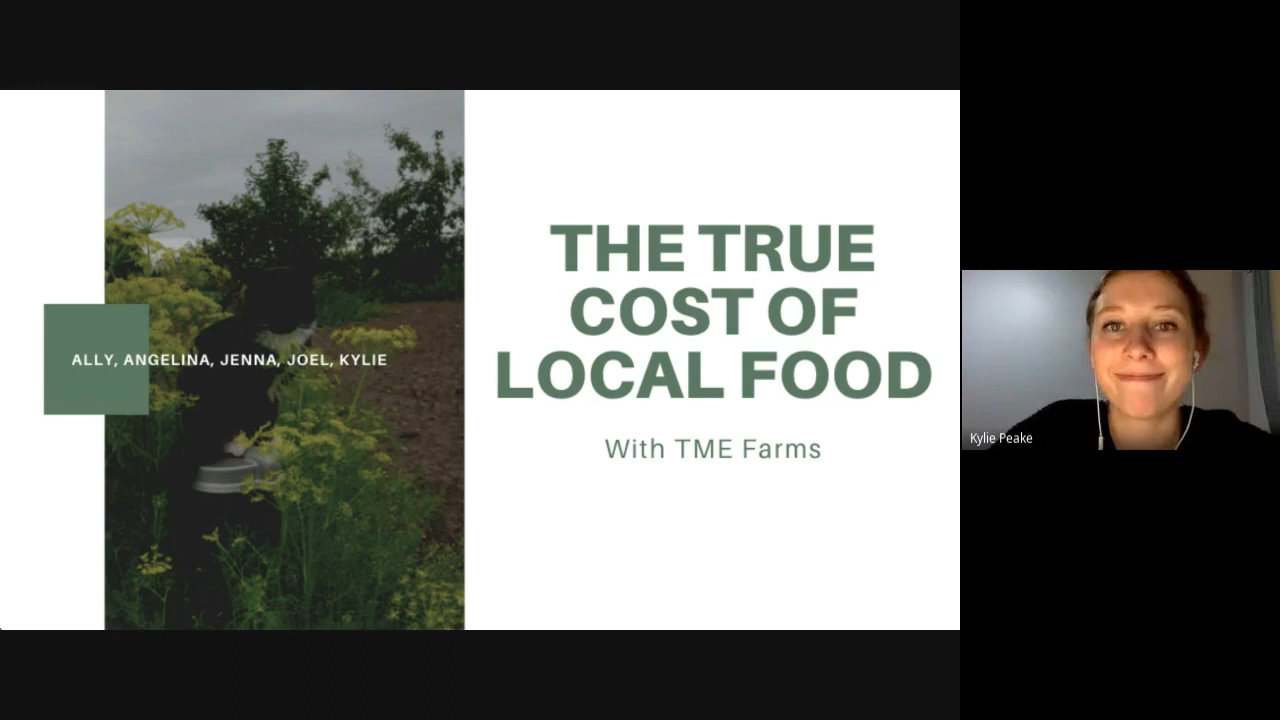 ALLY, ANGELINA, JENNA, JOEL, KYLIE
THE TRUE
COST OF
LOCAL FOOD
With TME Farms
Kylie Peake